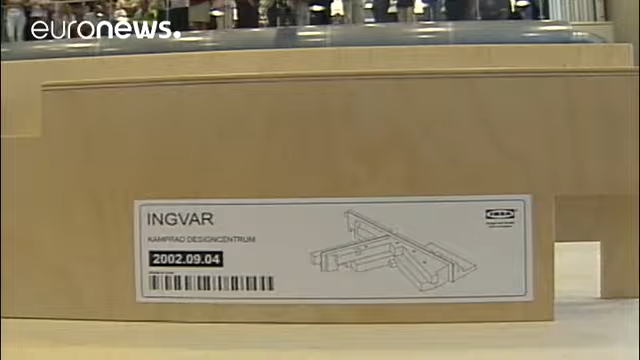 euronews.
INGVAR
KAMPRAD DESIGNCENTRUM
2002.09.04
IKEA